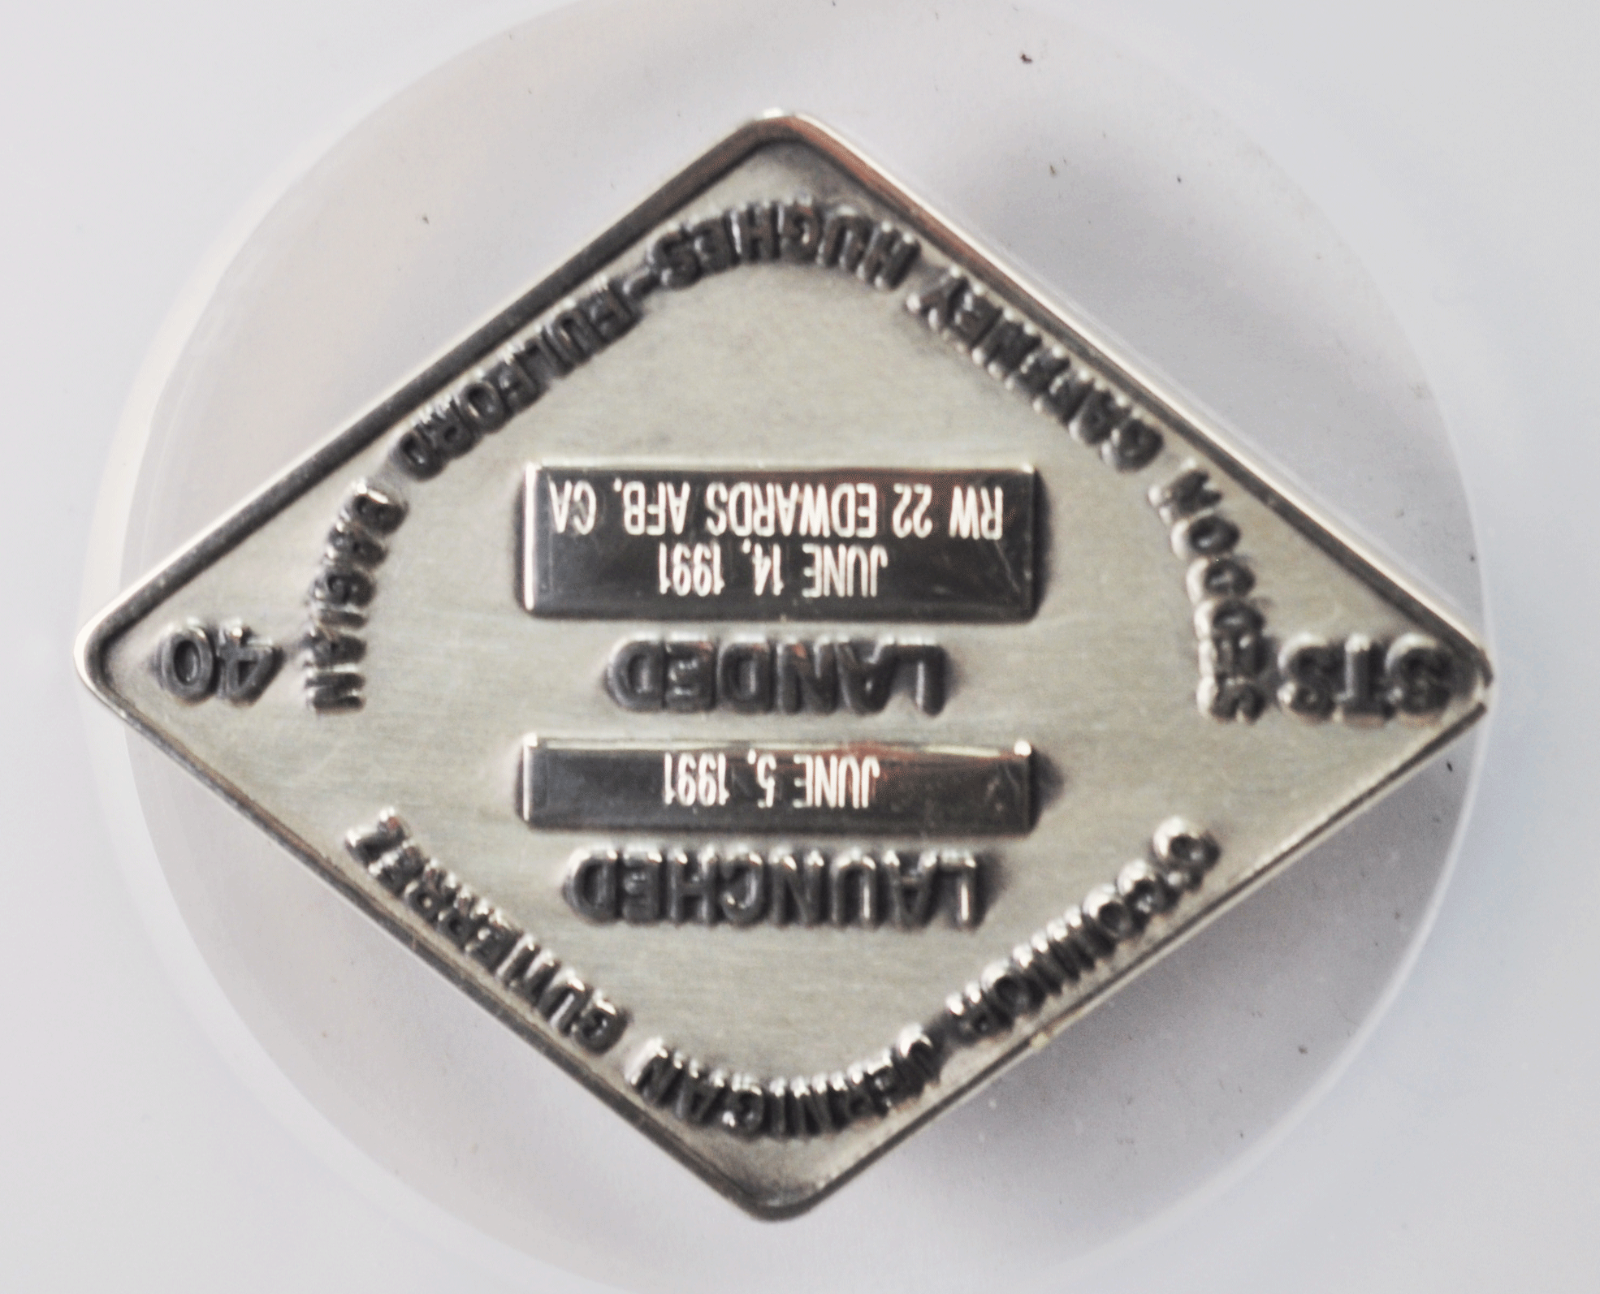 O'CONNOR JERNIGAN GUTIERREZ
LAUNCHED
JUNE 5, 1991
STS
LANDED
40
JUNE 14, 1991
RW 22 EDWARDS AFB, CA
SEDDON GAFFNEY HUGHES-FULFORD BAGIAN